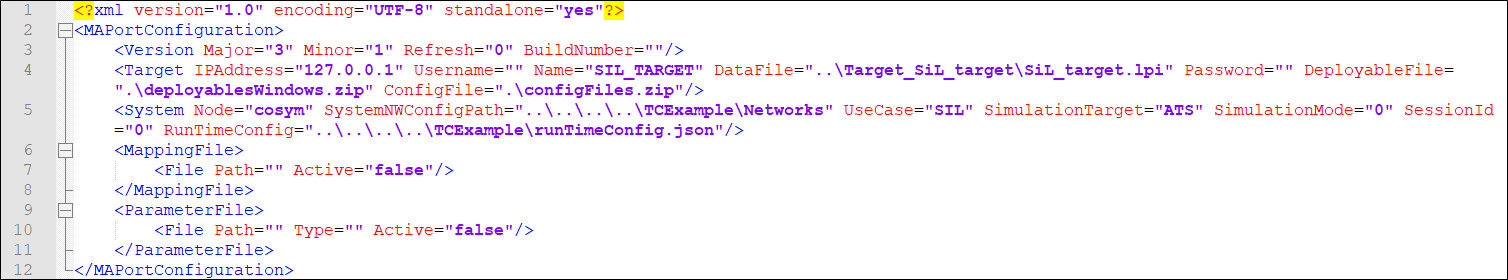 1 <?xml version="1.0" encoding="UTF-8" standalone="yes"?>
2 <MAPortConfiguration>
3 <Version Major="3" Minor="1" Refresh="0" BuildNumber=""/>
4 <Target IPAddress="127.0.0.1" Username="" Name="SIL_TARGET" DataFile="..\Target_SiL_target\SiL_target.lpi" Password="" DeployableFile=
".\deployablesWindows.zip" ConfigFile=".\configFiles.zip"/>
5 <System Node="cosym" SystemNWConfigPath="..\..\..\..\TCExample\Networks" UseCase="SIL" SimulationTarget="ATS" SimulationMode="0" SessionId
="0" RunTimeConfig="..\..\..\..\TCExample\runTimeConfig.json"/>
6 <MappingFile>
7 <File Path="" Active="false"/>
8 </MappingFile>
9 <ParameterFile>
10 <File Path="" Type="" Active="false"/>
11 </ParameterFile>
12 </MAPortConfiguration>